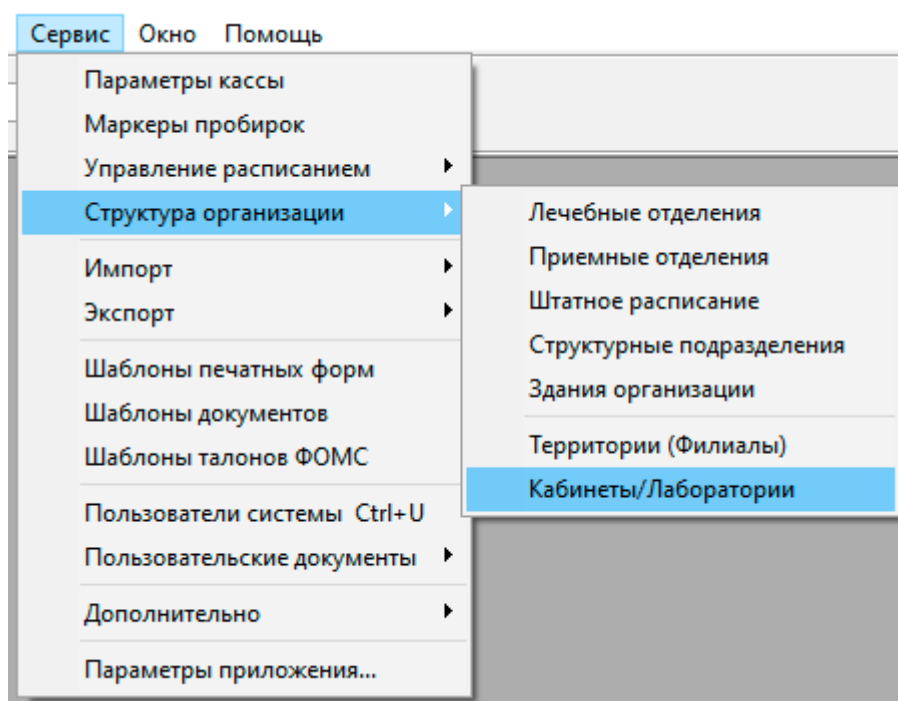 Сервис Окно Помощь
Параметры кассы
Маркеры пробирок
Управление расписанием
Структура организации
Импорт
Экспорт
Шаблоны печатных форм
Шаблоны документов
Шаблоны талонов ФОМС
Пользователи системы Ctrl+U
Пользовательские документы
Дополнительно
Параметры приложения...
Лечебные отделения
Приемные отделения
Штатное расписание
Структурные подразделения
Здания организации
Территории (Филиалы)
Кабинеты/Лаборатории